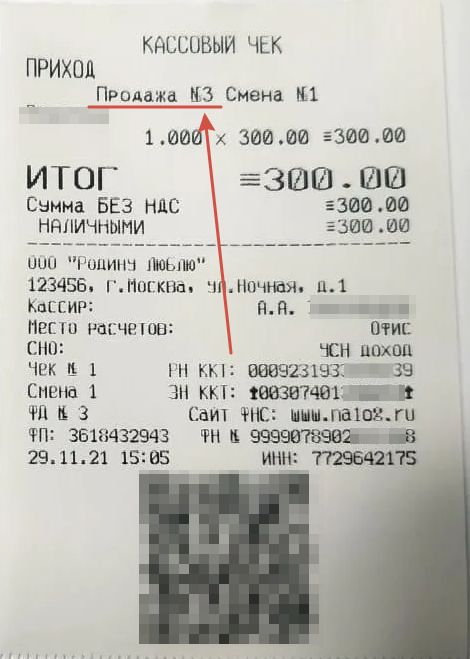 КАССОВЫЙ ЧЕК
ПРИХОД
Продажа №3 Смена №1
1.000 × 300.00 ≡300.00
ИТОГ ≡300.00
Сумма БЕЗ НДС ≡300.00
НАЛИЧНЫМИ ≡300.00
ООО "Родину Люблю"
123456, г.Москва, ул.Ночная, д.1
Кассир: А.А.
Место расчетов: Офис
СНО: УСН доход
Чек № 1 РН ККТ: 0009231933 39
Смена 1 ЗН ККТ: 00307401
ФД № 3 Сайт ФНС: www.nalog.ru
ФП: 3618432943 ФН № 9999078902 8
29.11.21 15:05 ИНН: 7729642175